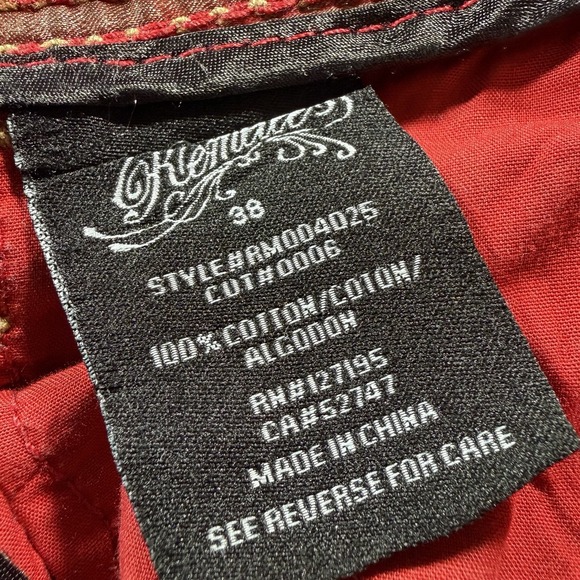 38
STYLE#RM004025
CUT#0006
100% COTTON/COTON/
ALGODON
RN#127195
CA#52747
MADE IN CHINA
SEE REVERSE FOR CARE